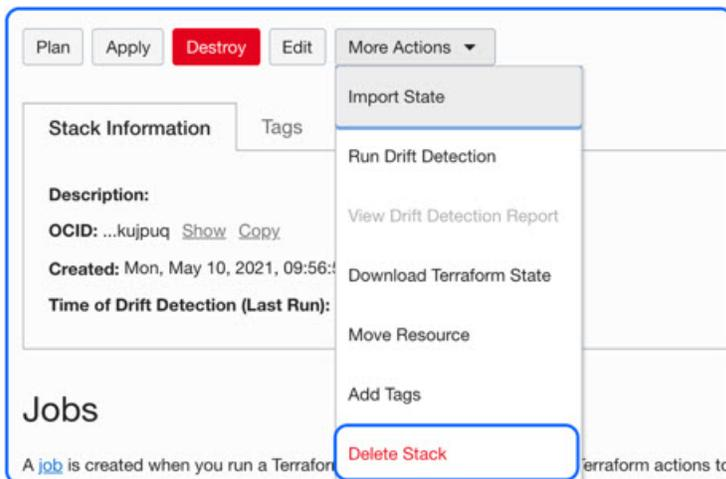 Plan Apply Destroy Edit More Actions
Import State
Stack Information Tags
Run Drift Detection
Description:
View Drift Detection Report
OCID: ...kujpuq Show Copy
Created: Mon, May 10, 2021, 09:56:
Download Terraform State
Time of Drift Detection (Last Run):
Move Resource
Add Tags
Jobs
Delete Stack
A job is created when you run a Terraform actions to